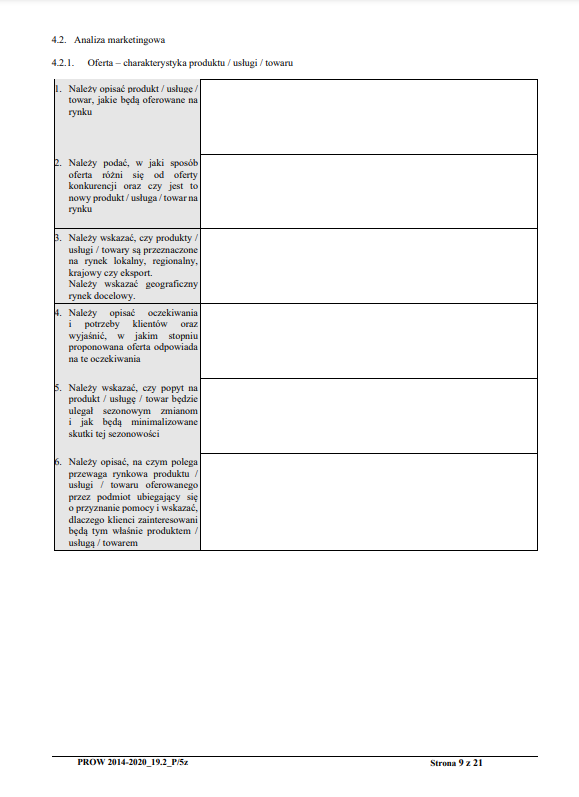 4.2. Analiza marketingowa
4.2.1. Oferta – charakterystyka produktu / usługi / towaru
1. Należy opisać produkt / usługę /
towar, jakie będą oferowane na
rynku
2. Należy podać, w jaki sposób
oferta różni się od oferty
konkurencji oraz czy jest to
nowy produkt / usługa / towar na
rynku
3. Należy wskazać, czy produkty /
usługi / towary są przeznaczone
na rynek lokalny, regionalny,
krajowy czy eksport.
Należy wskazać geograficzny
rynek docelowy.
4. Należy opisać oczekiwania
i potrzeby klientów oraz
wyjaśnić, w jakim stopniu
proponowana oferta odpowiada
na te oczekiwania
5. Należy wskazać, czy popyt na
produkt / usługę / towar będzie
ulegał sezonowym zmianom
i jak będą minimalizowane
skutki tej sezonowości
6. Należy opisać, na czym polega
przewaga rynkowa produktu /
usługi / towaru oferowanego
przez podmiot ubiegający się
o przyznanie pomocy i wskazać,
dlaczego klienci zainteresowani
będą tym właśnie produktem /
usługą / towarem
PROW 2014-2020_19.2_P/5z Strona 9 z 21